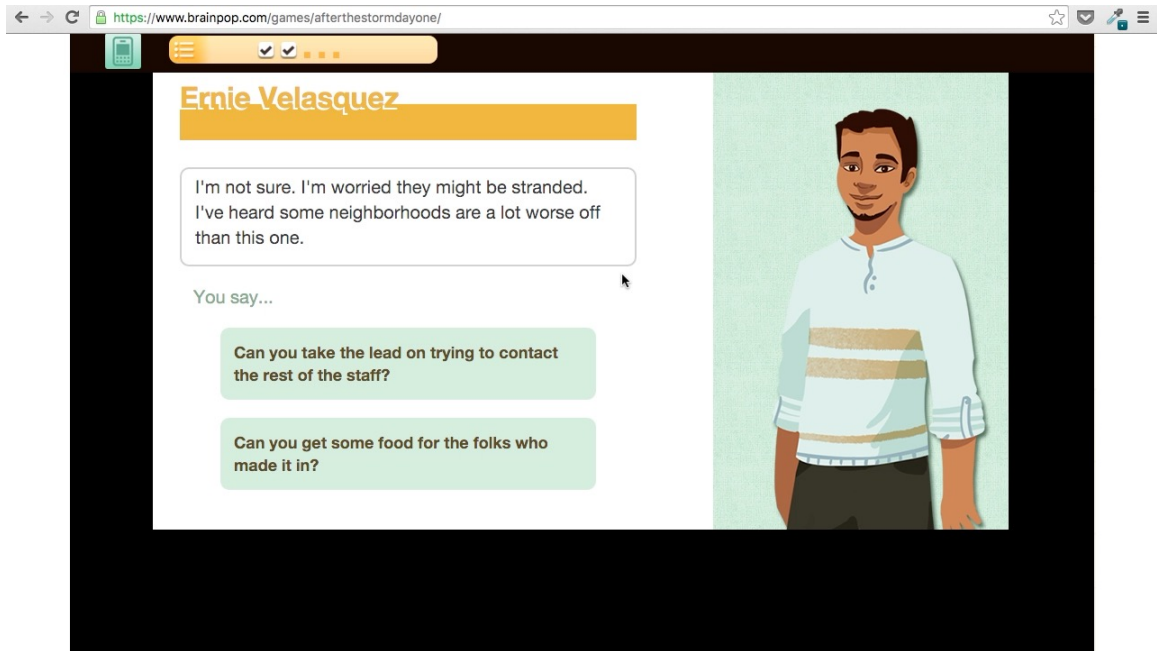 https://www.brainpop.com/games/afterthestormdayone/
Ernie Velasquez
I'm not sure. I'm worried they might be stranded.
I've heard some neighborhoods are a lot worse off
than this one.
You say...
Can you take the lead on trying to contact
the rest of the staff?
Can you get some food for the folks who
made it in?